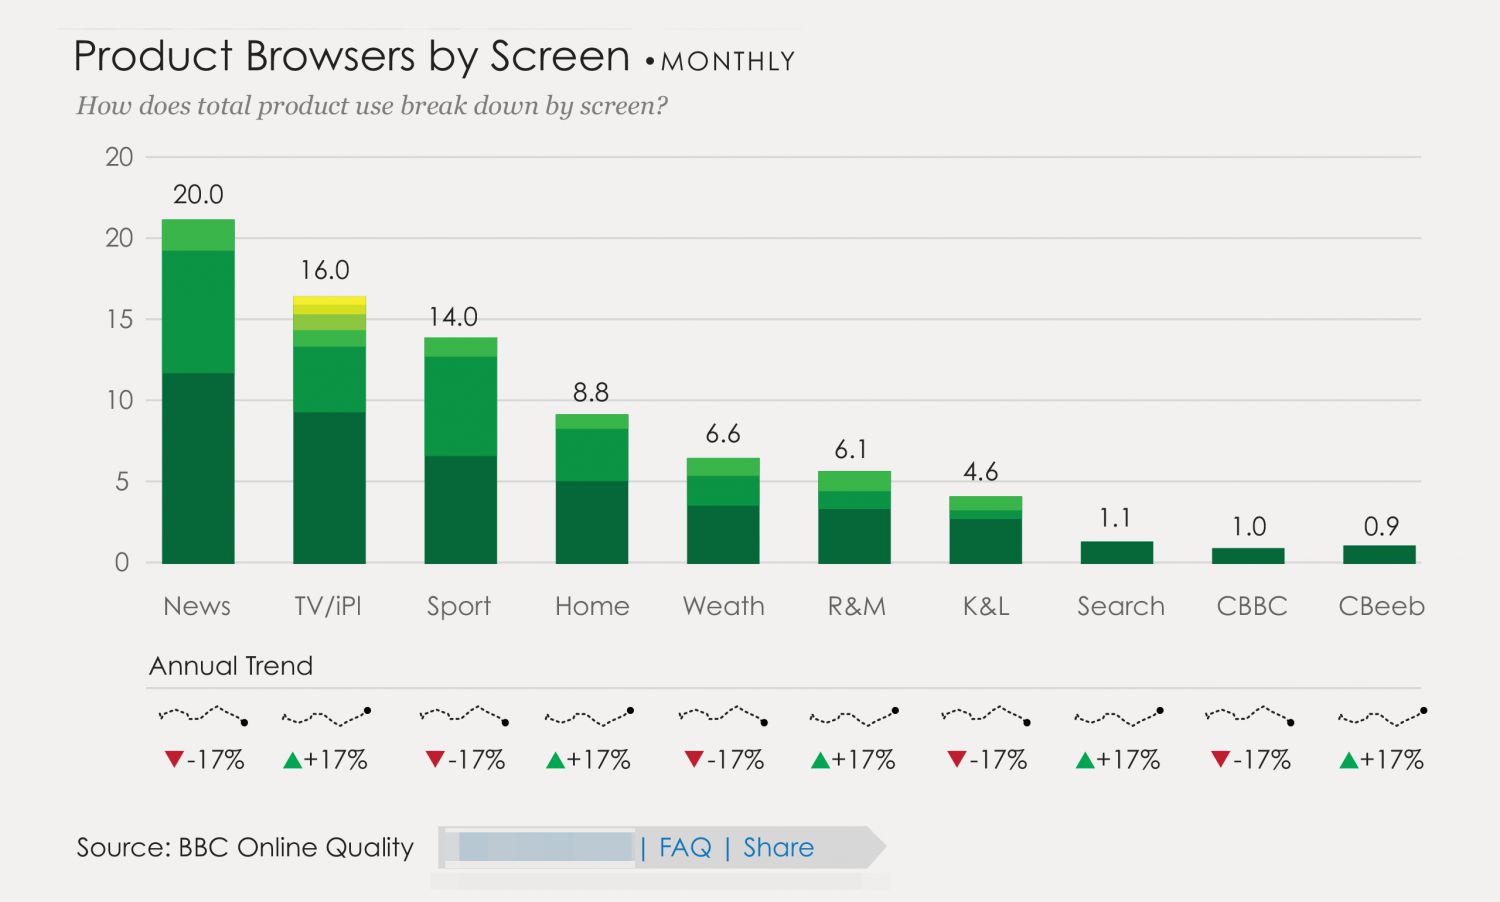 Product Browsers by Screen • MONTHLY
How does total product use break down by screen?
20
20.0
20
16.0
15
14.0
10
8.8
6.6
6.1
5
4.6
1.1
1.0
0.9
0
News TV/iPl Sport Home Weath R&M K&L Search CBBC CBeeb
Annual Trend
-17% +17% -17% +17% -17% +17% -17% +17% -17% +17%
Source: BBC Online Quality | FAQ | Share